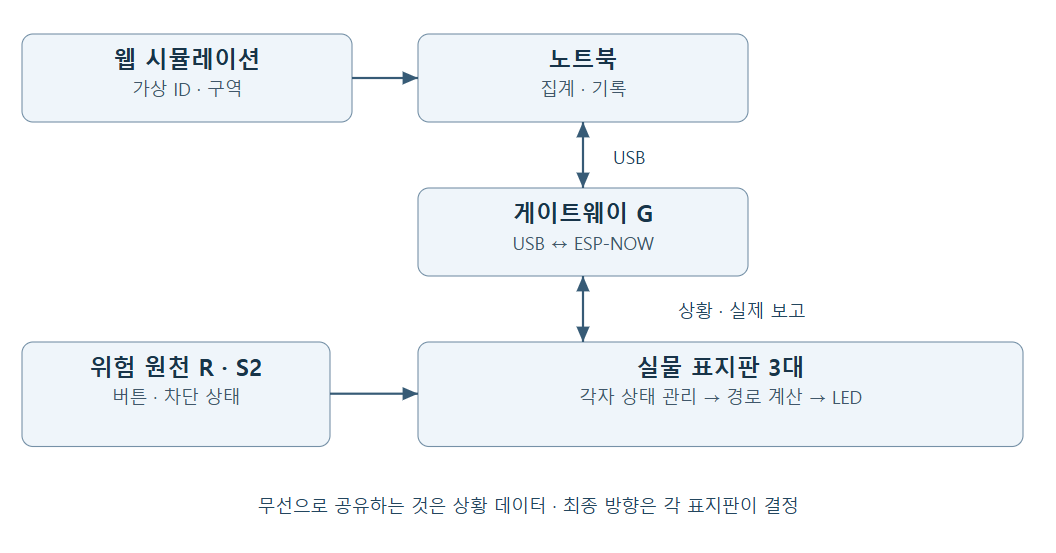 웹 시뮬레이션
가상 ID · 구역
노트북
집계 · 기록
USB
게이트웨이 G
USB ↔ ESP-NOW
상황 · 실제 보고
위험 원천 R · S2
버튼 · 차단 상태
실물 표지판 3대
각자 상태 관리 → 경로 계산 → LED
무선으로 공유하는 것은 상황 데이터 · 최종 방향은 각 표지판이 결정